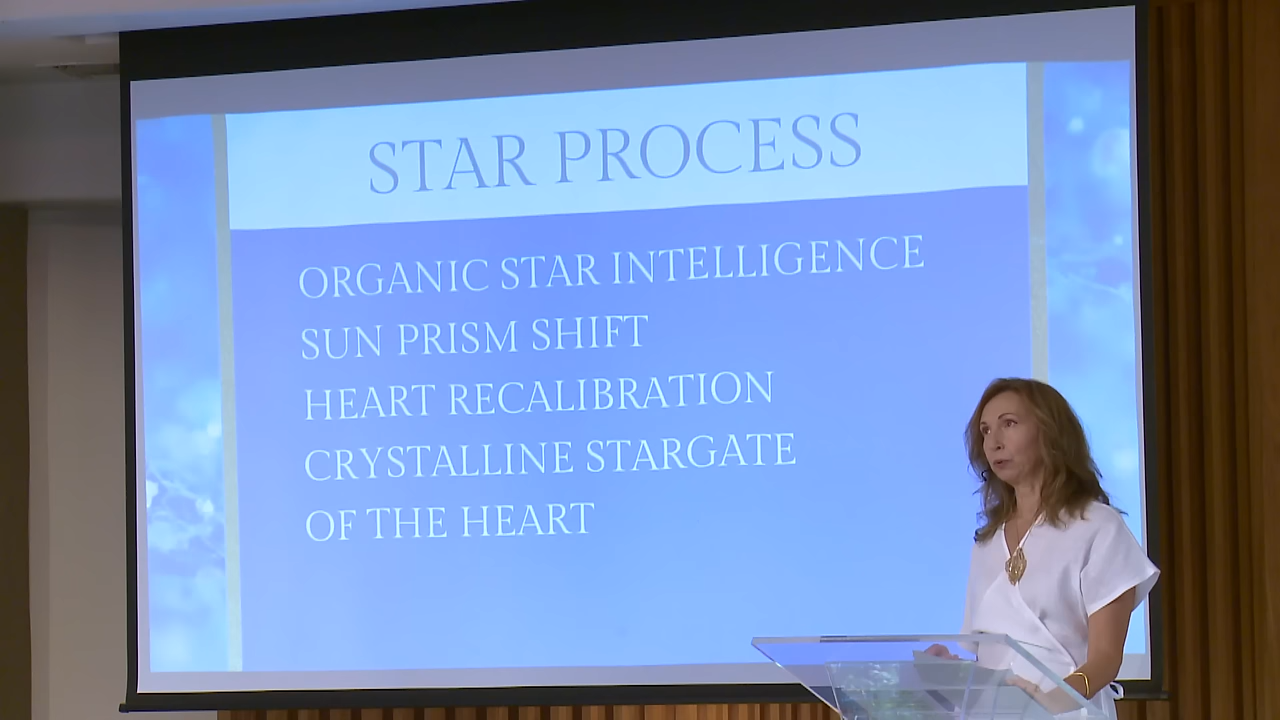 STAR PROCESS
ORGANIC STAR INTELLIGENCE
SUN PRISM SHIFT
HEART RECALIBRATION
CRYSTALLINE STARGATE
OF THE HEART